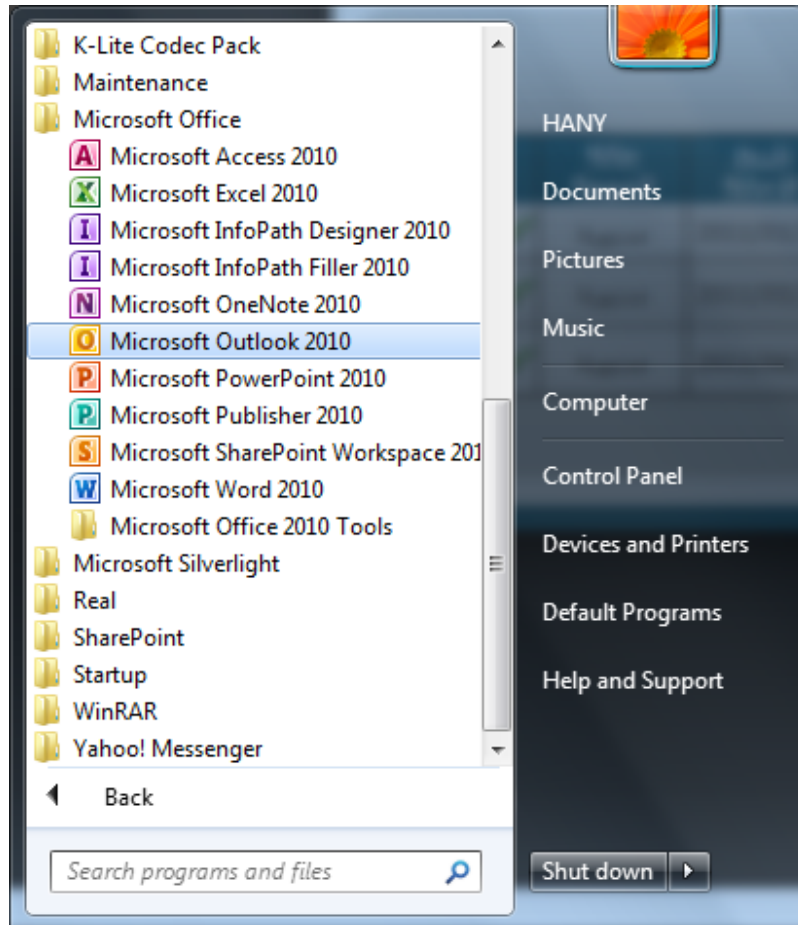 K-Lite Codec Pack
Maintenance
Microsoft Office
Microsoft Access 2010
Microsoft Excel 2010
Microsoft InfoPath Designer 2010
Microsoft InfoPath Filler 2010
Microsoft OneNote 2010
Microsoft Outlook 2010
Microsoft PowerPoint 2010
Microsoft Publisher 2010
Microsoft SharePoint Workspace 201
Microsoft Word 2010
Microsoft Office 2010 Tools
Microsoft Silverlight
Real
SharePoint
Startup
WinRAR
Yahoo! Messenger
Back
Search programs and files
HANY
Documents
Pictures
Music
Computer
Control Panel
Devices and Printers
Default Programs
Help and Support
Shut down